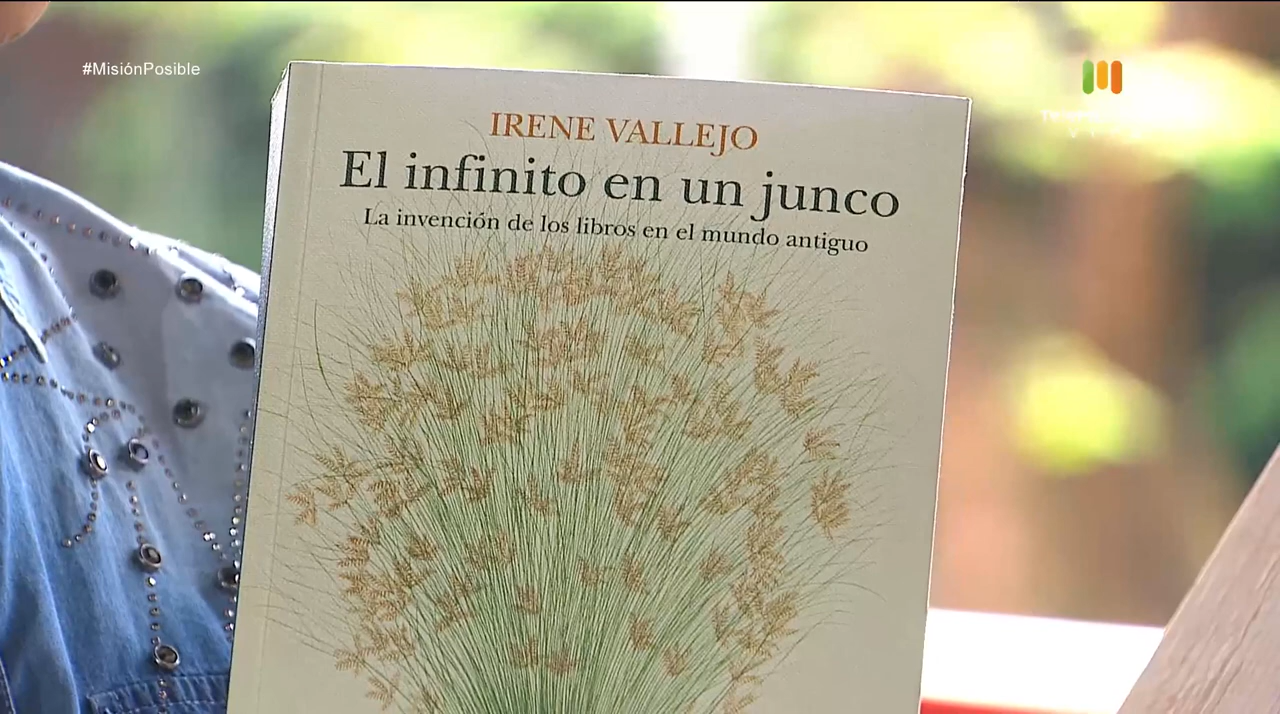 #MisiónPosible
IRENE VALLEJO
El infinito en un junco
La invención de los libros en el mundo antiguo